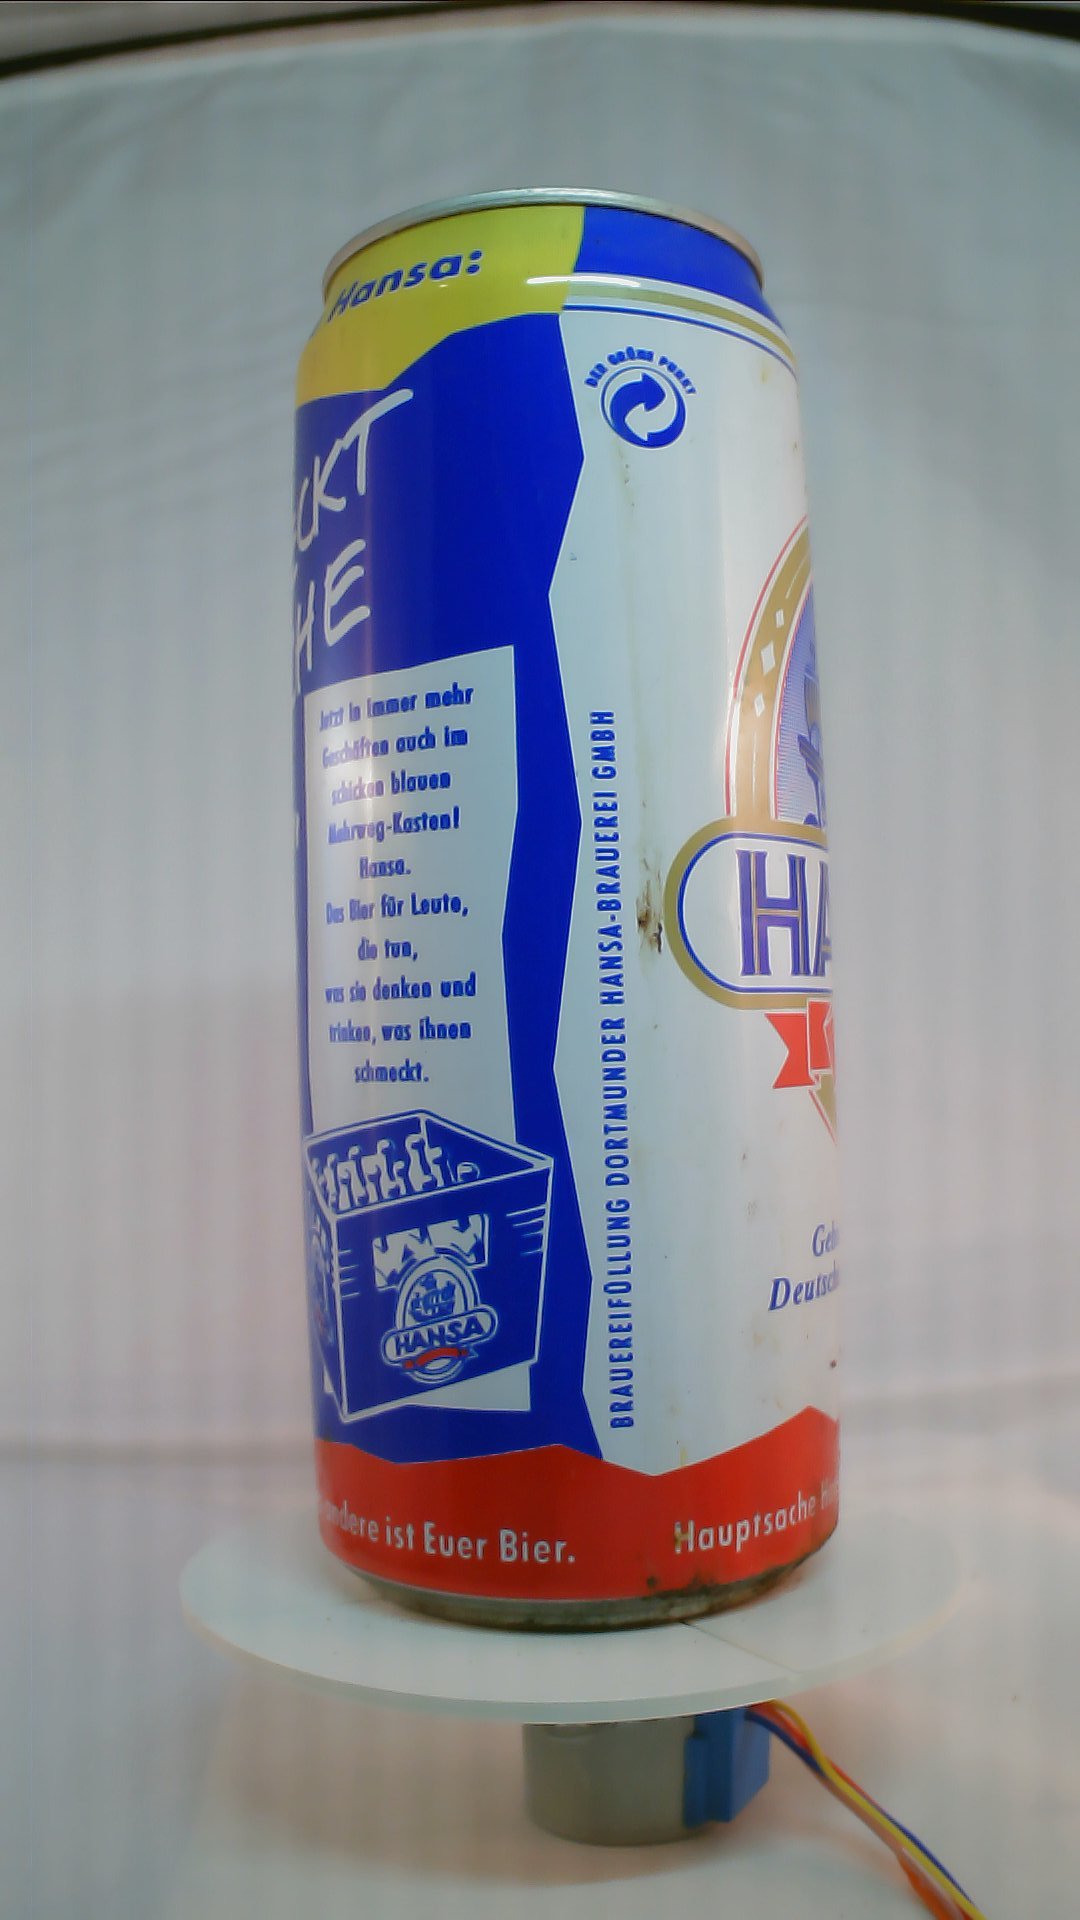 Hansa:
DER GRÜNE PUNKT
CKT
HE
Jetzt in immer mehr
Geschäften auch im
schicken blauen
Mehrweg-Kasten!
Hansa.
Das Bier für Leute,
die tun,
was sie denken und
trinken, was ihnen
schmeckt.
HANSA
BRAUEREIFÜLLUNG DORTMUNDER HANSA-BRAUEREI GMBH
HA
Geb
Deutsch
andere ist Euer Bier.
Hauptsache